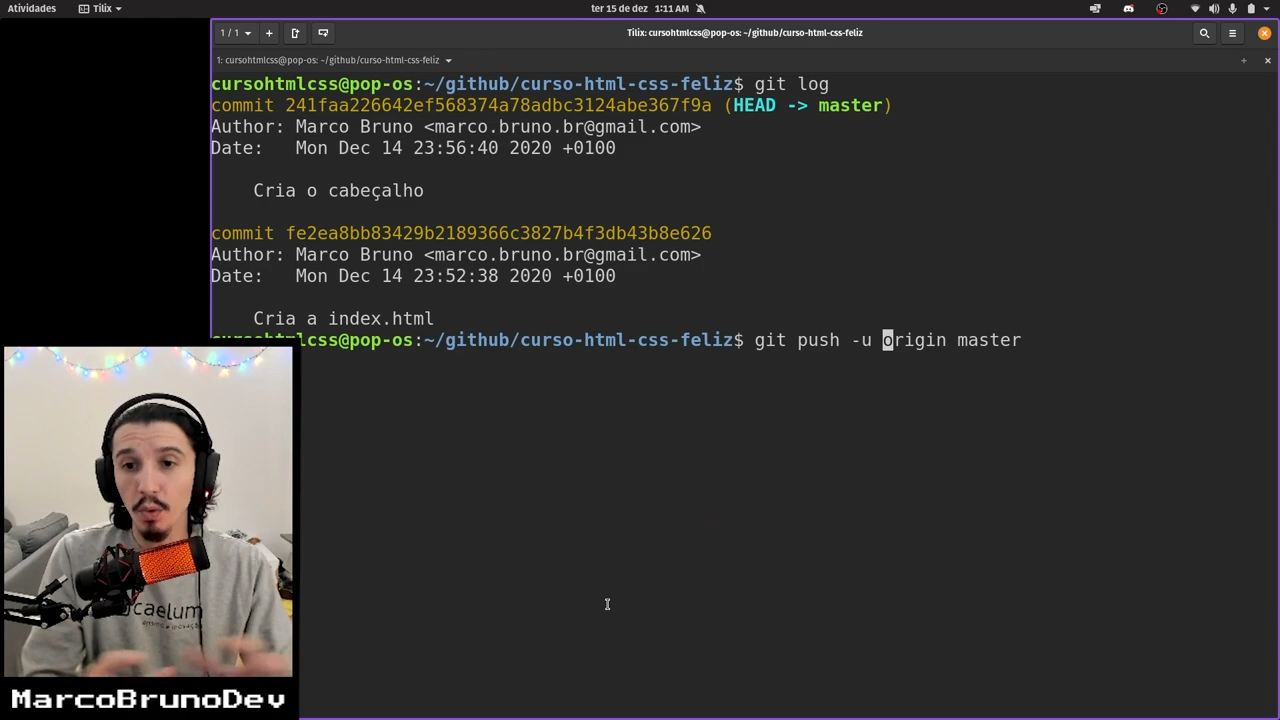 Atividades
Tilix
ter 15 de dez 1:11 AM
1 / 1
Tilix: cursohtmlcss@pop-os: ~/github/curso-html-css-feliz
1: cursohtmlcss@pop-os: ~/github/curso-html-css-feliz
cursohtmlcss@pop-os:~/github/curso-html-css-feliz$ git log
commit 241faa226642ef568374a78adbc3124abe367f9a (HEAD -> master)
Author: Marco Bruno <marco.bruno.br@gmail.com>
Date:   Mon Dec 14 23:56:40 2020 +0100
Cria o cabeçalho
commit fe2ea8bb83429b2189366c3827b4f3db43b8e626
Author: Marco Bruno <marco.bruno.br@gmail.com>
Date:   Mon Dec 14 23:52:38 2020 +0100
Cria a index.html
cursohtmlcss@pop-os:~/github/curso-html-css-feliz$ git push -u origin master
caelum
MarcoBrunoDev